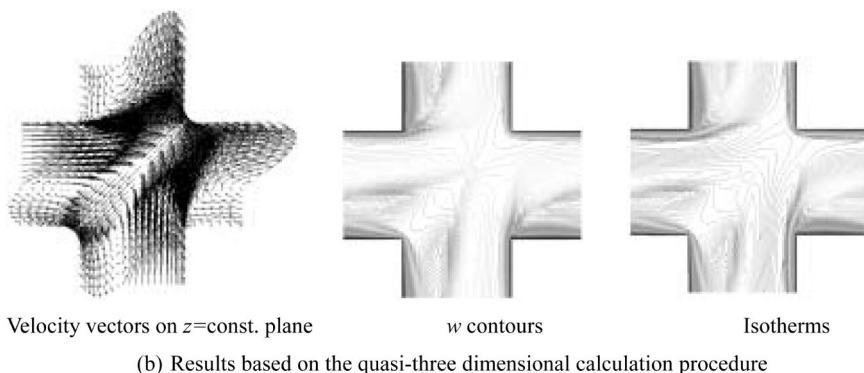 Velocity vectors on z=const. plane
w contours
Isotherms
(b) Results based on the quasi-three dimensional calculation procedure